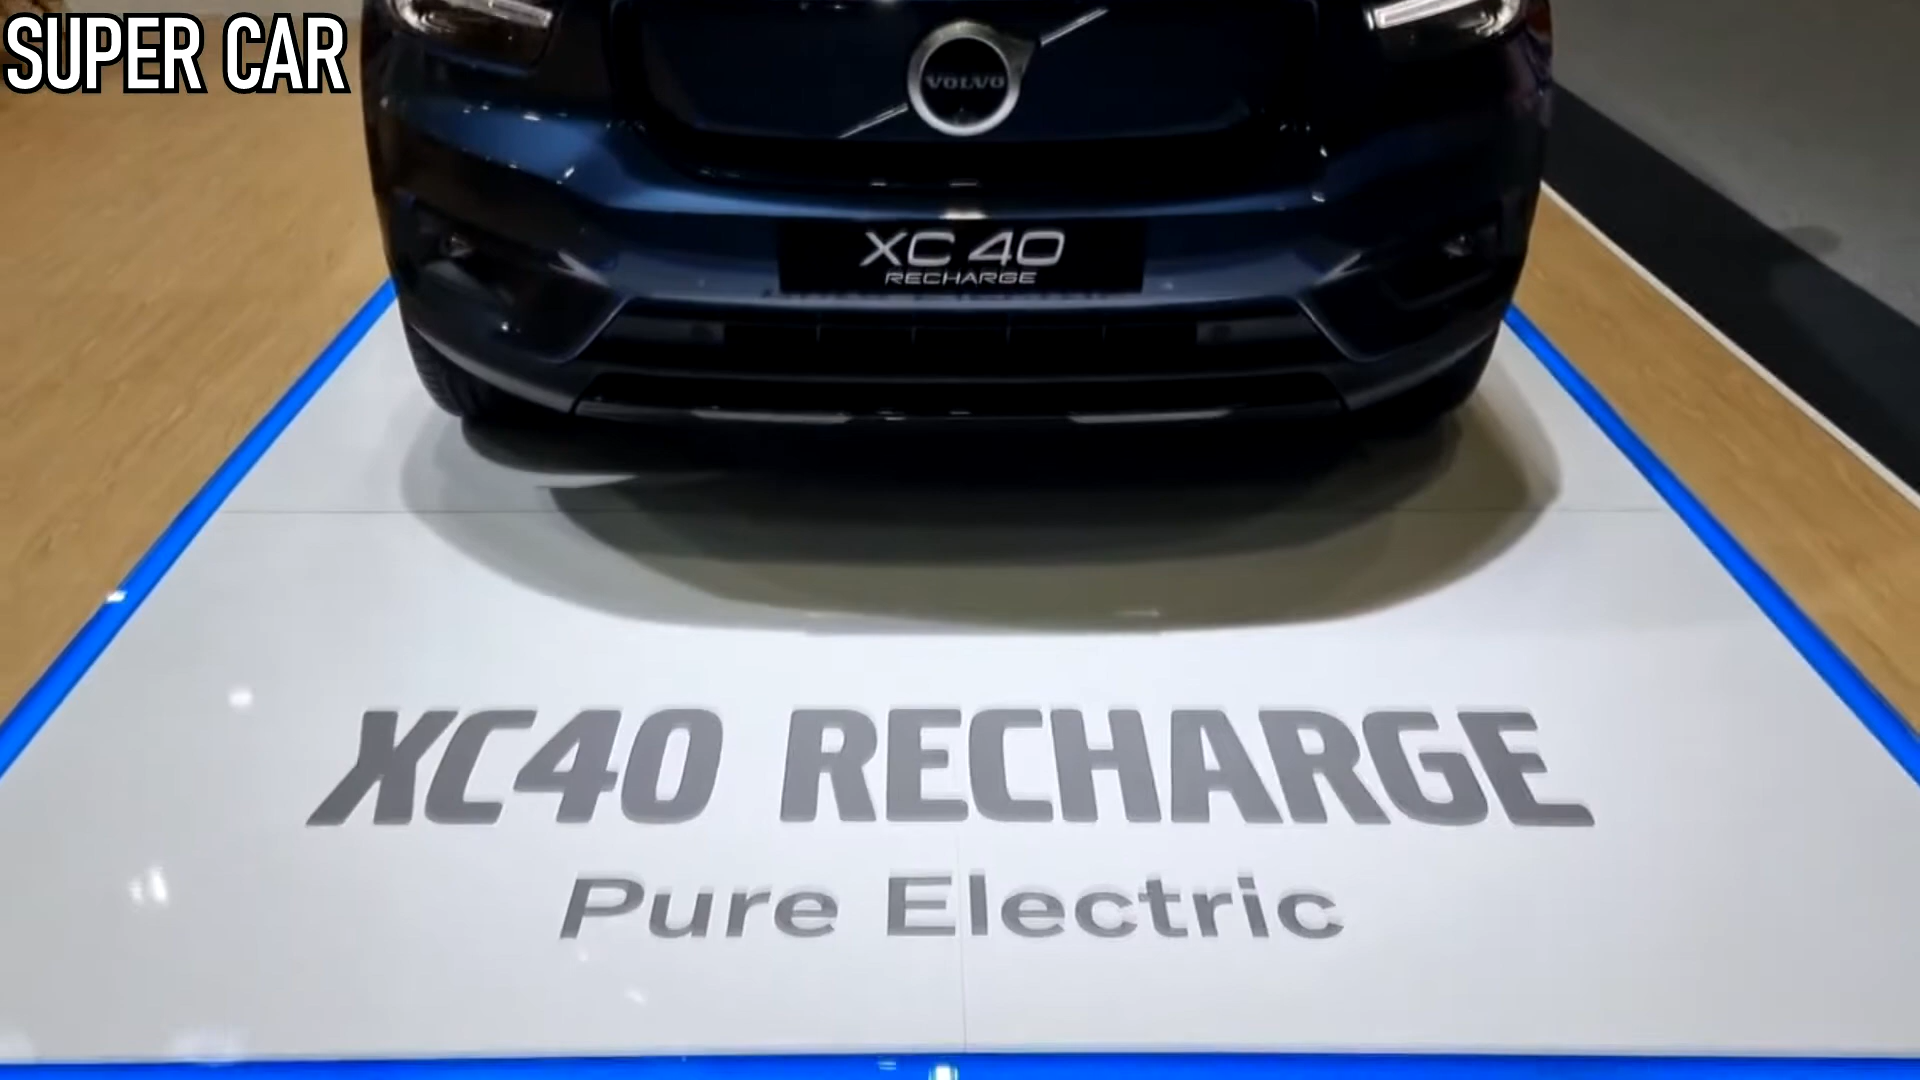 SUPER CAR
VOLVO
XC 40
RECHARGE
XC40 RECHARGE
Pure Electric